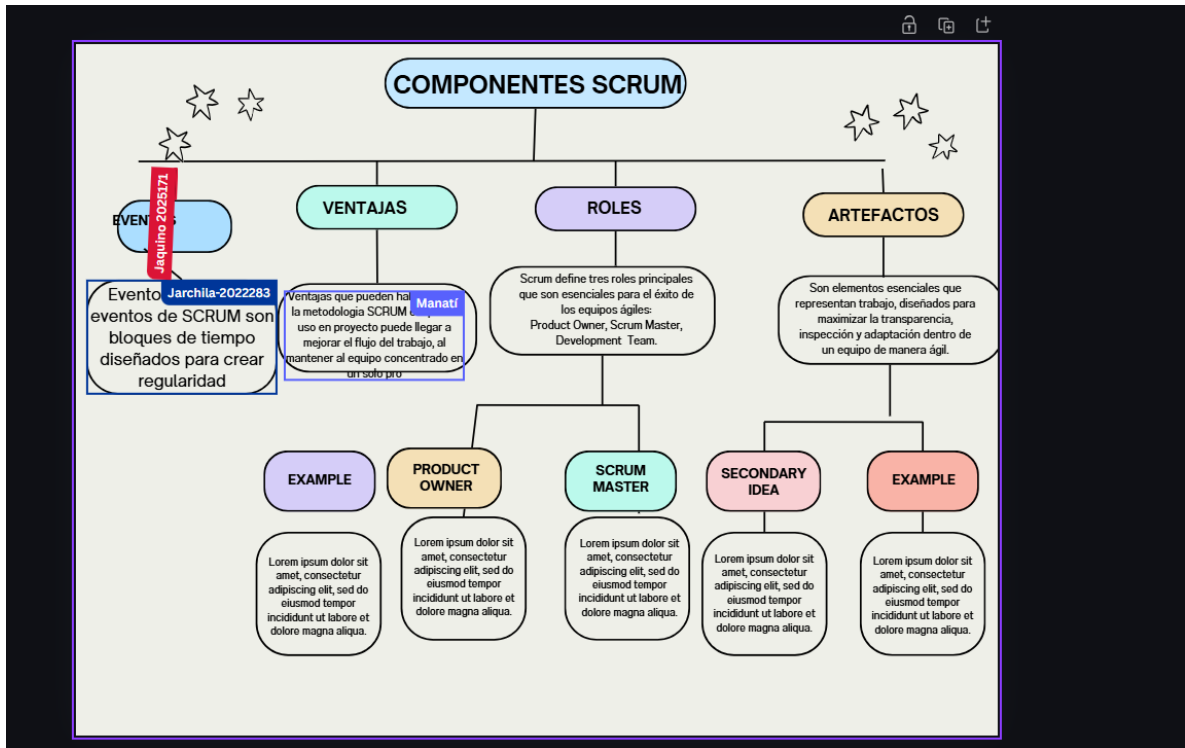 COMPONENTES SCRUM
Jaquino 2025171
EVEN S
VENTAJAS
ROLES
ARTEFACTOS
Evento
Jarchila-2022283
eventos de SCRUM son
bloques de tiempo
diseñados para crear
regularidad
Ventajas que pueden
Manatí
la metodologia SCRUM
uso en proyecto puede llegar a
mejorar el flujo del trabajo, al
mantener al equipo concentrado en
un solo pro
Scrum define tres roles principales
que son esenciales para el éxito de
los equipos ágiles:
Product Owner, Scrum Master,
Development Team.
Son elementos esenciales que
representan trabajo, diseñados para
maximizar la transparencia,
inspección y adaptación dentro de
un equipo de manera ágil.
EXAMPLE
PRODUCT
OWNER
SCRUM
MASTER
SECONDARY
IDEA
EXAMPLE
Lorem ipsum dolor sit
amet, consectetur
adipiscing elit, sed do
eiusmod tempor
incididunt ut labore et
dolore magna aliqua.
Lorem ipsum dolor sit
amet, consectetur
adipiscing elit, sed do
eiusmod tempor
incididunt ut labore et
dolore magna aliqua.
Lorem ipsum dolor sit
amet, consectetur
adipiscing elit, sed do
eiusmod tempor
incididunt ut labore et
dolore magna aliqua.
Lorem ipsum dolor sit
amet, consectetur
adipiscing elit, sed do
eiusmod tempor
incididunt ut labore et
dolore magna aliqua.
Lorem ipsum dolor sit
amet, consectetur
adipiscing elit, sed do
eiusmod tempor
incididunt ut labore et
dolore magna aliqua.